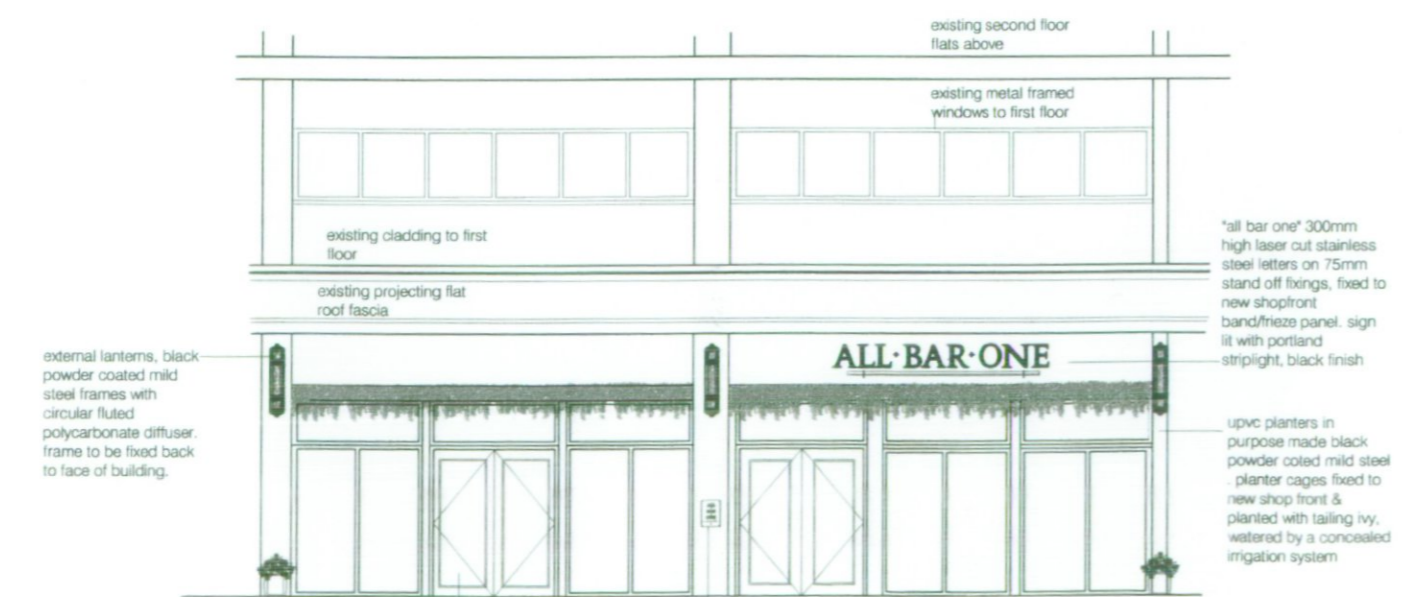 existing second floor
flats above
existing metal framed
windows to first floor
existing cladding to first
floor
existing projecting flat
roof fascia
"all bar one" 300mm
high laser cut stainless
steel letters on 75mm
stand off fixings, fixed to
new shopfront
band/frieze panel. sign
lit with portland
striplight, black finish
ALL·BAR·ONE
external lanterns, black
powder coated mild
steel frames with
circular fluted
polycarbonate diffuser.
frame to be fixed back
to face of building.
upvc planters in
purpose made black
powder coted mild steel
. planter cages fixed to
new shop front &
planted with tailing ivy,
watered by a concealed
irrigation system